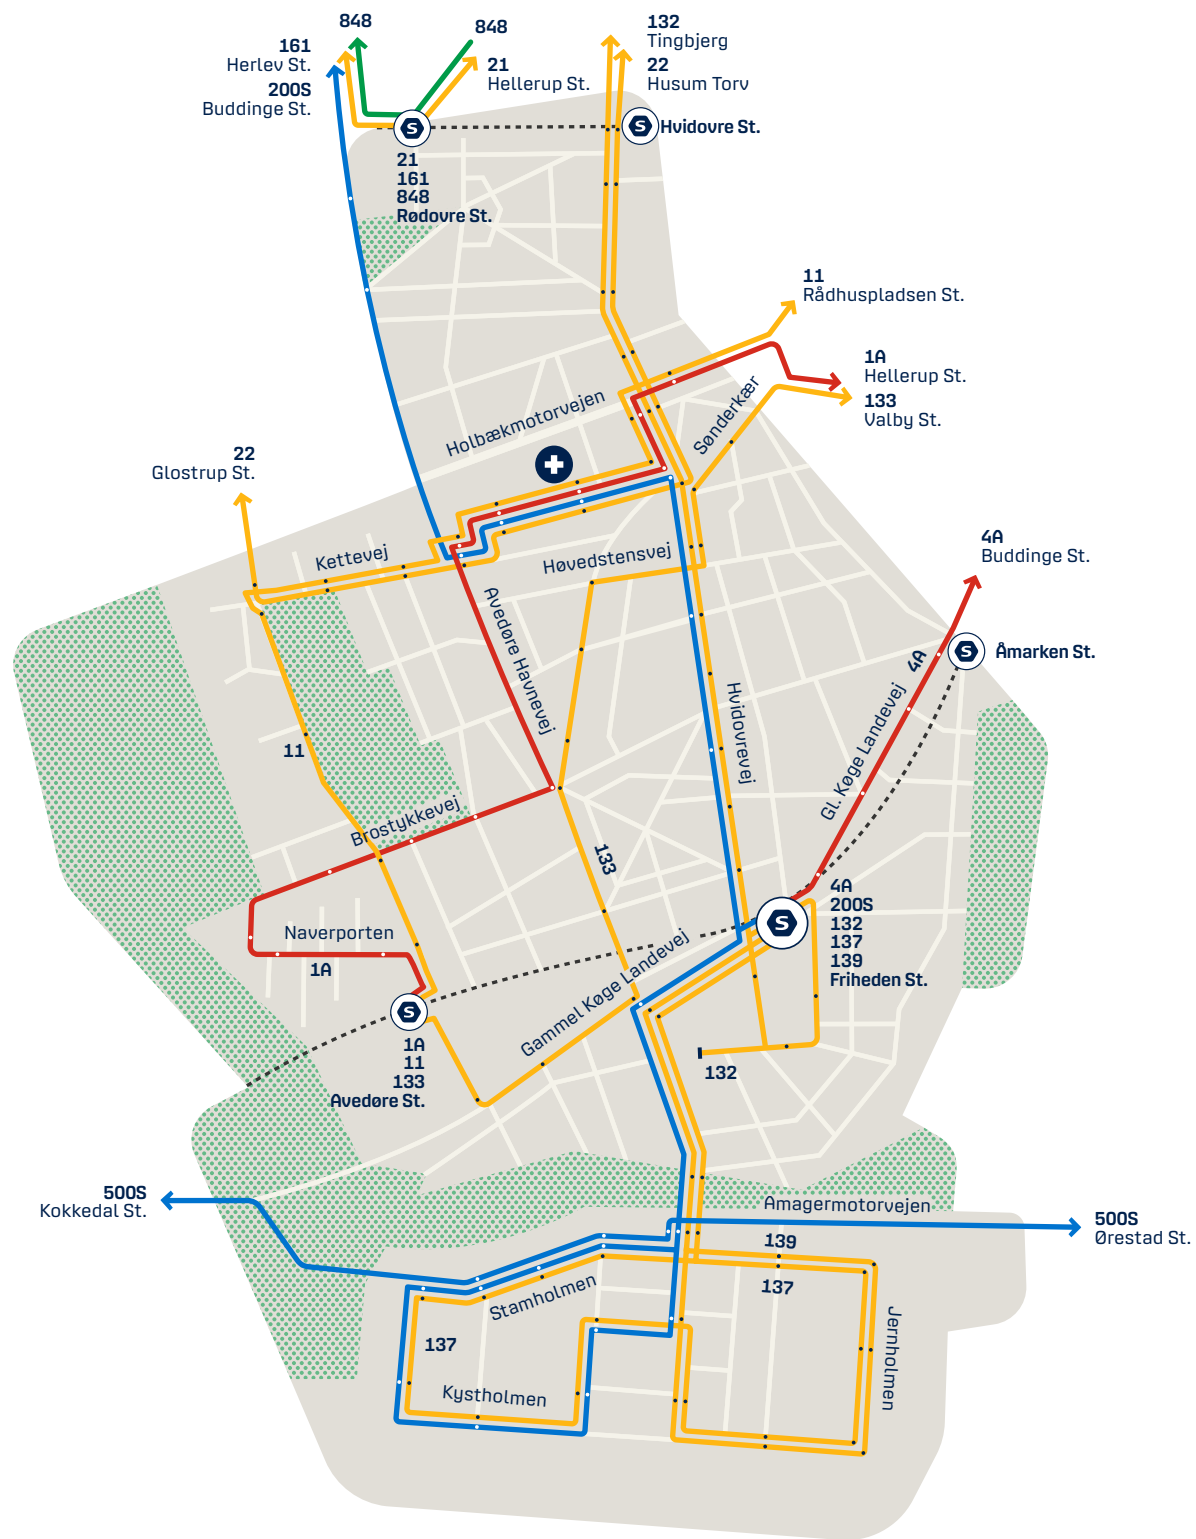 848
848
161
Herlev St.
200S
Buddinge St.
21
Hellerup St.
132
Tingbjerg
22
Husum Torv
S
S
Hvidovre St.
21
161
848
Rødovre St.
11
Rådhuspladsen St.
1A
Hellerup St.
133
Valby St.
Sønderkær
Holbækmotorvejen
22
Glostrup St.
Kettevej
Høvedstensvej
4A
Buddinge St.
Avedøre Havnevej
4A
S
Åmarken St.
Hvidovrevej
Gl. Køge Landevej
11
Brostykkevej
133
4A
200S
132
137
139
Friheden St.
S
Naverporten
1A
Gammel Køge Landevej
S
1A
11
133
Avedøre St.
132
500S
Kokkedal St.
Amagermotorvejen
500S
Ørestad St.
139
137
Stamholmen
137
Jernholmen
Kystholmen